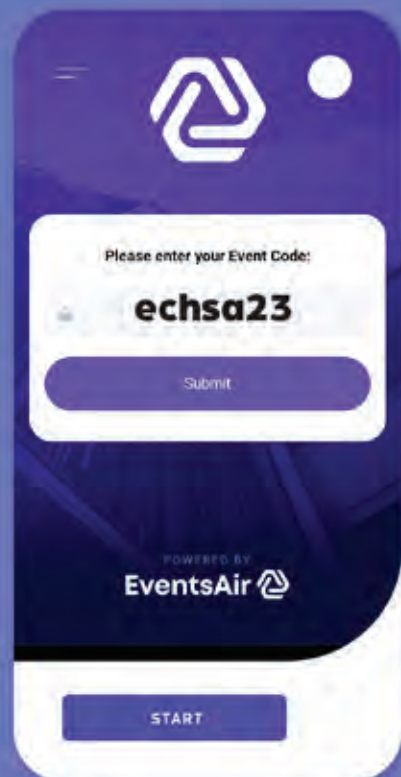 Please enter your Event Code:
echsa23
Submit
POWERED BY
EventsAir
START